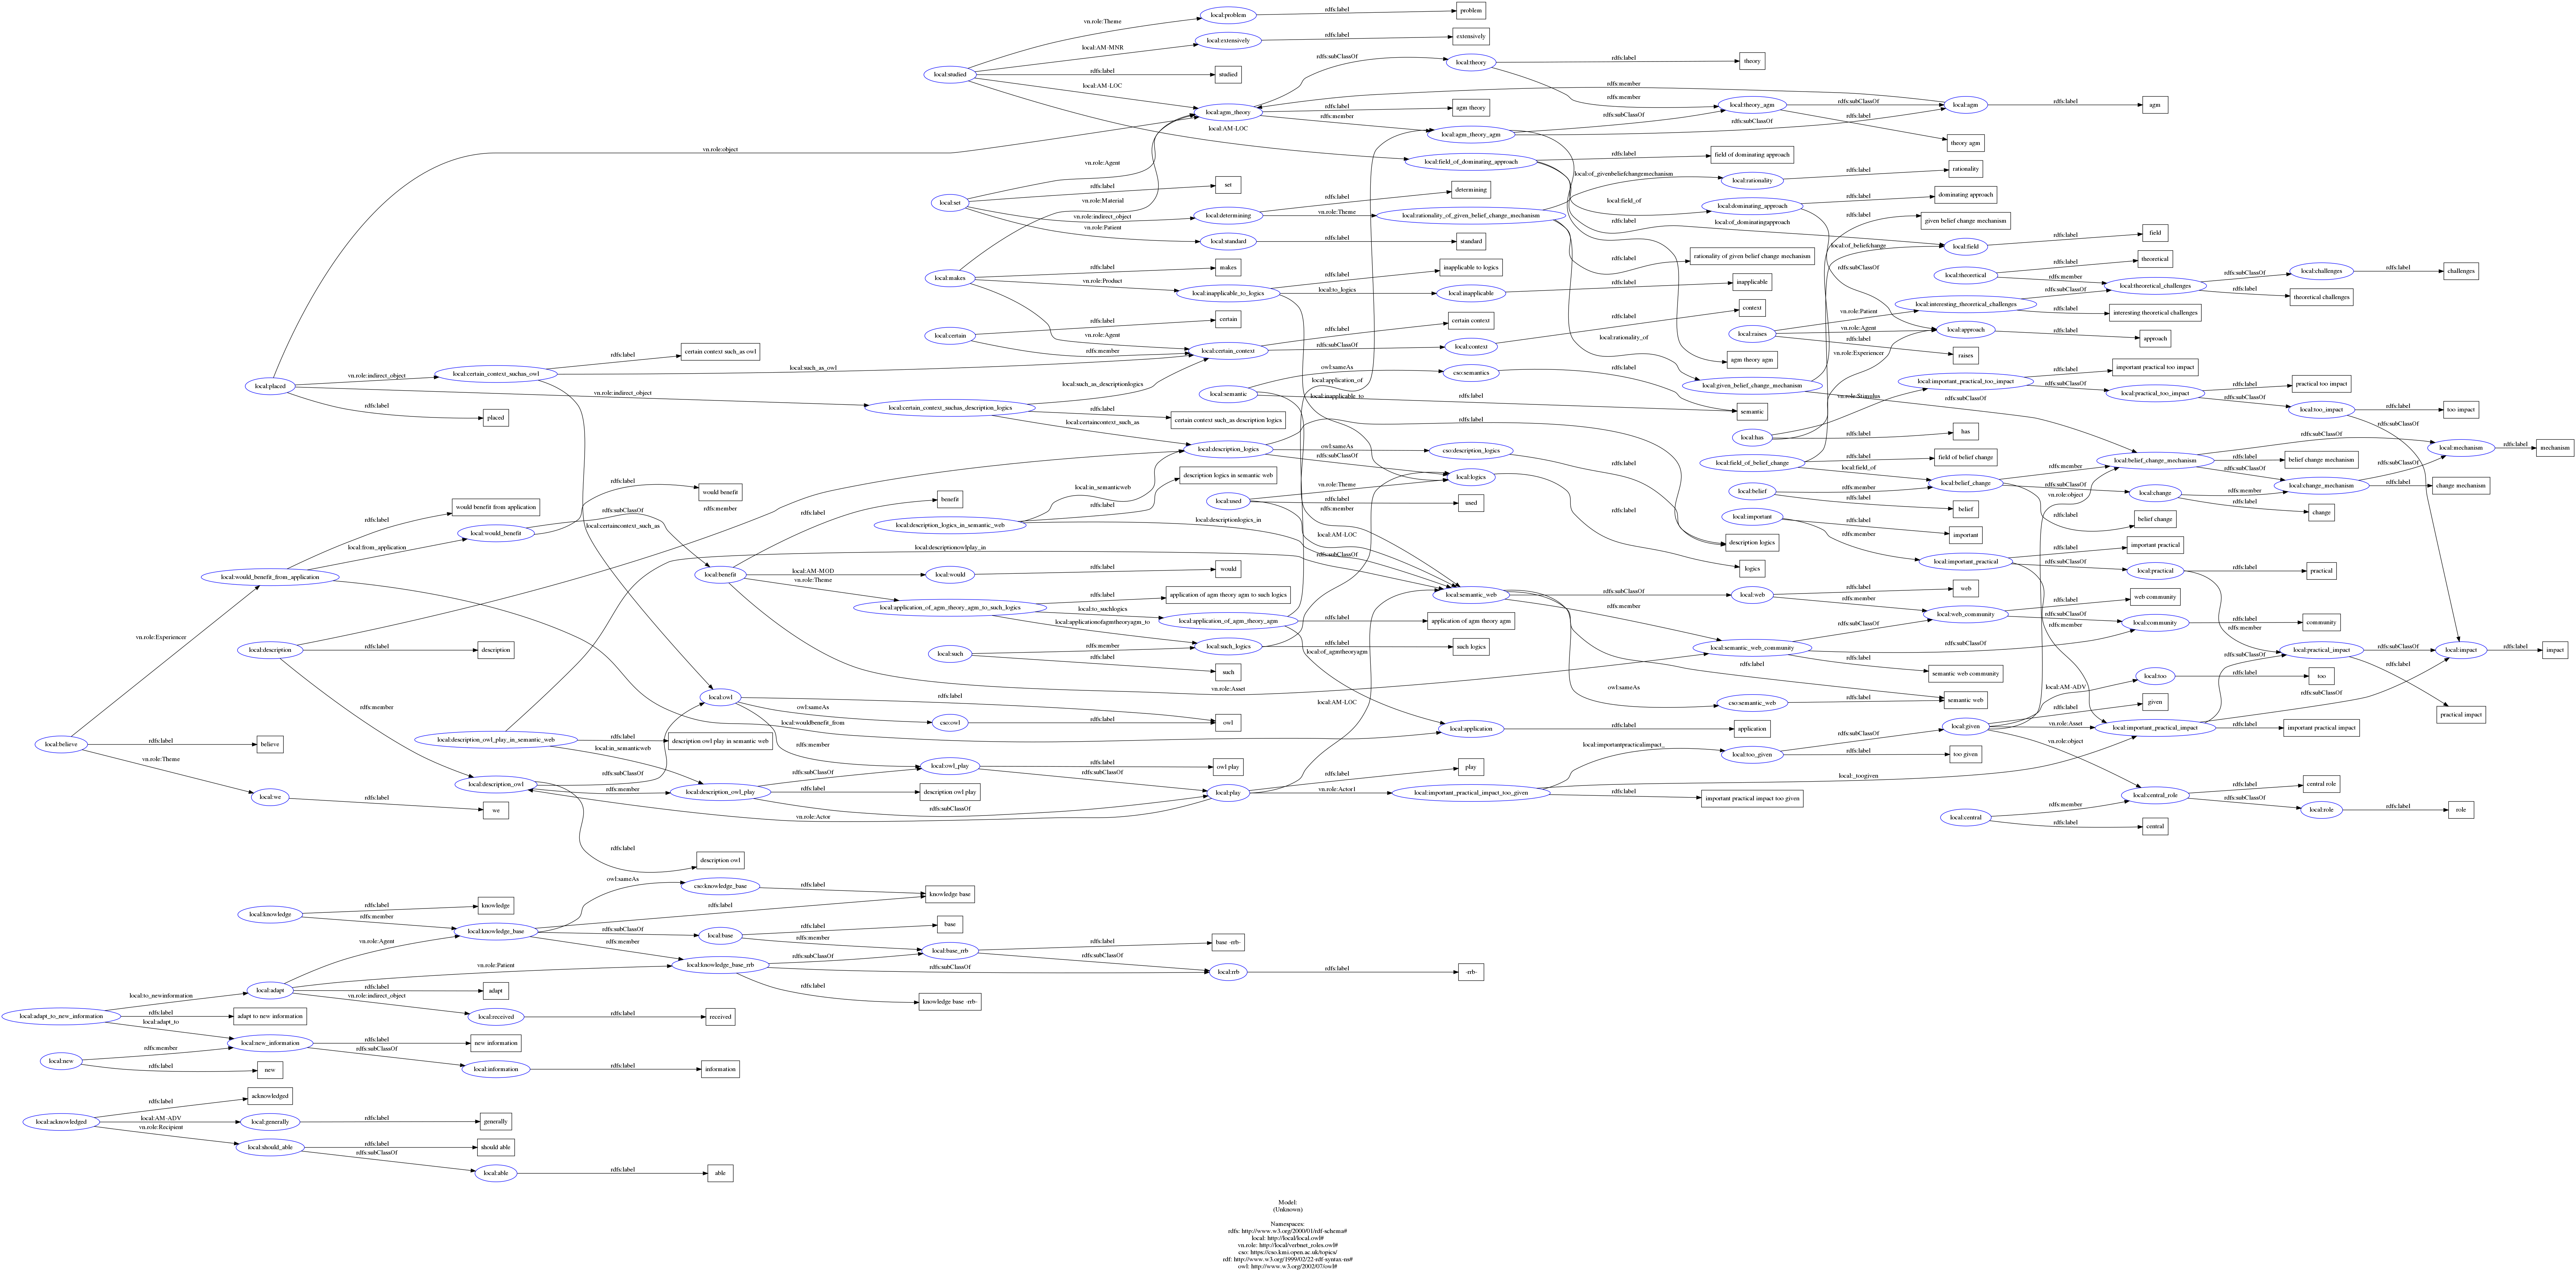 local:problem
rdfs:label
problem
vn.role:Theme
local:extensively
rdfs:label
extensively
local:AM-MNR
local:studied
rdfs:label
studied
local:AM-LOC
local:AM-LOC
rdfs:subClassOf
local:theory
rdfs:label
theory
rdfs:member
rdfs:member
local:agm_theory
rdfs:label
agm theory
rdfs:member
local:theory_agm
rdfs:subClassOf
local:agm
rdfs:label
agm
rdfs:label
theory agm
local:agm_theory_agm
rdfs:subClassOf
rdfs:subClassOf
vn.role:object
local:field_of_dominating_approach
rdfs:label
field of dominating approach
local:of_givenbeliefchangemechanism
local:rationality
rdfs:label
rationality
vn.role:Agent
local:set
rdfs:label
set
vn.role:Material
vn.role:indirect_object
local:determining
rdfs:label
determining
vn.role:Theme
local:rationality_of_given_belief_change_mechanism
local:field_of
local:dominating_approach
rdfs:label
dominating approach
rdfs:label
given belief change mechanism
rdfs:label
local:of_dominatingapproach
vn.role:Patient
local:standard
rdfs:label
standard
local:of_beliefchange
local:field
rdfs:label
field
rdfs:label
rationality of given belief change mechanism
local:makes
rdfs:label
makes
vn.role:Product
local:inapplicable_to_logics
rdfs:label
inapplicable to logics
local:to_logics
local:inapplicable
rdfs:label
inapplicable
rdfs:subClassOf
local:theoretical
rdfs:label
theoretical
rdfs:member
local:theoretical_challenges
rdfs:subClassOf
local:challenges
rdfs:label
challenges
rdfs:label
theoretical challenges
rdfs:subClassOf
local:interesting_theoretical_challenges
rdfs:label
interesting theoretical challenges
rdfs:label
context
local:certain
rdfs:label
certain
rdfs:member
vn.role:Agent
local:certain_context
rdfs:label
certain context
rdfs:subClassOf
local:context
local:rationality_of
local:raises
vn.role:Patient
vn.role:Agent
local:approach
rdfs:label
approach
rdfs:label
raises
vn.role:Experiencer
agm theory agm
rdfs:label
certain context such_as owl
local:placed
vn.role:indirect_object
local:certain_context_suchas_owl
local:such_as_owl
vn.role:indirect_object
rdfs:label
placed
local:certain_context_suchas_description_logics
local:such_as_descriptionlogics
rdfs:label
certain context such_as description logics
local:certaincontext_such_as
local:semantic
owl:sameAs
cso:semantics
rdfs:label
rdfs:label
semantic
local:application_of
local:inapplicable_to
rdfs:label
local:given_belief_change_mechanism
vn.role:Stimulus
rdfs:subClassOf
local:important_practical_too_impact
rdfs:label
important practical too impact
rdfs:subClassOf
local:practical_too_impact
rdfs:label
practical too impact
rdfs:subClassOf
local:too_impact
rdfs:label
too impact
rdfs:subClassOf
local:has
rdfs:label
has
local:description_logics
owl:sameAs
cso:description_logics
rdfs:label
rdfs:subClassOf
description logics
local:field_of_belief_change
rdfs:label
field of belief change
local:field_of
local:belief_change_mechanism
rdfs:subClassOf
local:mechanism
rdfs:label
mechanism
rdfs:label
belief change mechanism
rdfs:subClassOf
local:change_mechanism
rdfs:subClassOf
rdfs:label
change mechanism
local:belief
rdfs:member
rdfs:label
belief
local:belief_change
rdfs:member
rdfs:subClassOf
local:change
rdfs:member
rdfs:label
change
vn.role:object
rdfs:label
belief change
rdfs:label
description logics in semantic web
local:in_semanticweb
local:description_logics_in_semantic_web
local:descriptionlogics_in
local:used
vn.role:Theme
rdfs:label
used
rdfs:member
local:logics
rdfs:label
logics
local:AM-LOC
rdfs:subClassOf
local:important
rdfs:label
important
rdfs:member
local:important_practical
rdfs:label
important practical
rdfs:subClassOf
local:practical
rdfs:label
practical
rdfs:member
rdfs:label
would benefit
rdfs:label
would benefit from application
rdfs:subClassOf
rdfs:member
local:certaincontext_such_as
local:would_benefit
local:from_application
local:would_benefit_from_application
rdfs:label
benefit
local:descriptionowlplay_in
local:benefit
local:AM-MOD
local:would
rdfs:label
would
vn.role:Theme
local:application_of_agm_theory_agm_to_such_logics
rdfs:label
application of agm theory agm to such logics
local:to_suchlogics
local:application_of_agm_theory_agm
rdfs:label
application of agm theory agm
local:applicationofagmtheoryagm_to
local:semantic_web
rdfs:subClassOf
local:web
rdfs:label
web
rdfs:member
local:web_community
rdfs:label
web community
rdfs:subClassOf
rdfs:member
local:community
rdfs:label
community
rdfs:member
local:semantic_web_community
rdfs:subClassOf
rdfs:subClassOf
rdfs:label
semantic web community
local:such
rdfs:member
rdfs:label
such
local:such_logics
rdfs:label
such logics
local:of_agmtheoryagm
rdfs:label
vn.role:Asset
owl:sameAs
cso:semantic_web
rdfs:label
semantic web
vn.role:Experiencer
local:description
rdfs:label
description
rdfs:member
rdfs:subClassOf
local:practical_impact
rdfs:subClassOf
local:impact
rdfs:label
impact
rdfs:label
practical impact
rdfs:subClassOf
local:too
rdfs:label
too
local:AM-ADV
local:owl
rdfs:label
owl
owl:sameAs
cso:owl
rdfs:label
local:AM-LOC
local:wouldbenefit_from
local:application
rdfs:label
application
local:given
rdfs:label
given
vn.role:Asset
local:important_practical_impact
rdfs:label
important practical impact
vn.role:object
local:believe
rdfs:label
believe
vn.role:Theme
local:we
rdfs:label
we
local:description_owl_play_in_semantic_web
rdfs:label
description owl play in semantic web
local:in_semanticweb
rdfs:member
local:importantpracticalimpact_
local:too_given
rdfs:subClassOf
rdfs:label
too given
local:owl_play
rdfs:label
owl play
rdfs:subClassOf
local:description_owl
rdfs:subClassOf
rdfs:member
local:description_owl_play
rdfs:subClassOf
rdfs:label
description owl play
rdfs:subClassOf
vn.role:Actor
local:play
rdfs:label
play
vn.role:Actor1
local:important_practical_impact_too_given
local:_toogiven
rdfs:label
important practical impact too given
local:central_role
rdfs:label
central role
rdfs:subClassOf
local:role
rdfs:label
role
local:central
rdfs:member
rdfs:label
central
rdfs:label
description owl
owl:sameAs
cso:knowledge_base
rdfs:label
knowledge base
rdfs:label
local:knowledge
rdfs:label
knowledge
rdfs:member
local:knowledge_base
rdfs:subClassOf
local:base
rdfs:label
base
rdfs:member
rdfs:member
local:base_rrb
rdfs:label
base -rrb-
rdfs:subClassOf
vn.role:Agent
vn.role:Patient
local:knowledge_base_rrb
rdfs:subClassOf
rdfs:subClassOf
local:rrb
rdfs:label
-rrb-
rdfs:label
knowledge base -rrb-
local:adapt
rdfs:label
adapt
vn.role:indirect_object
local:received
rdfs:label
received
local:to_newinformation
local:adapt_to_new_information
rdfs:label
adapt to new information
local:adapt_to
local:new_information
rdfs:label
new information
rdfs:subClassOf
local:information
rdfs:label
information
local:new
rdfs:member
rdfs:label
new
rdfs:label
acknowledged
local:acknowledged
local:AM-ADV
local:generally
rdfs:label
generally
vn.role:Recipient
local:should_able
rdfs:label
should able
rdfs:subClassOf
local:able
rdfs:label
able
Model:
(Unknown)
Namespaces:
rdfs: http://www.w3.org/2000/01/rdf-schema#
local: http://local/local.owl#
vn.role: http://local/verbnet_roles.owl#
cso: https://cso.kmi.open.ac.uk/topics/
rdf: http://www.w3.org/1999/02/22-rdf-syntax-ns#
owl: http://www.w3.org/2002/07/owl#